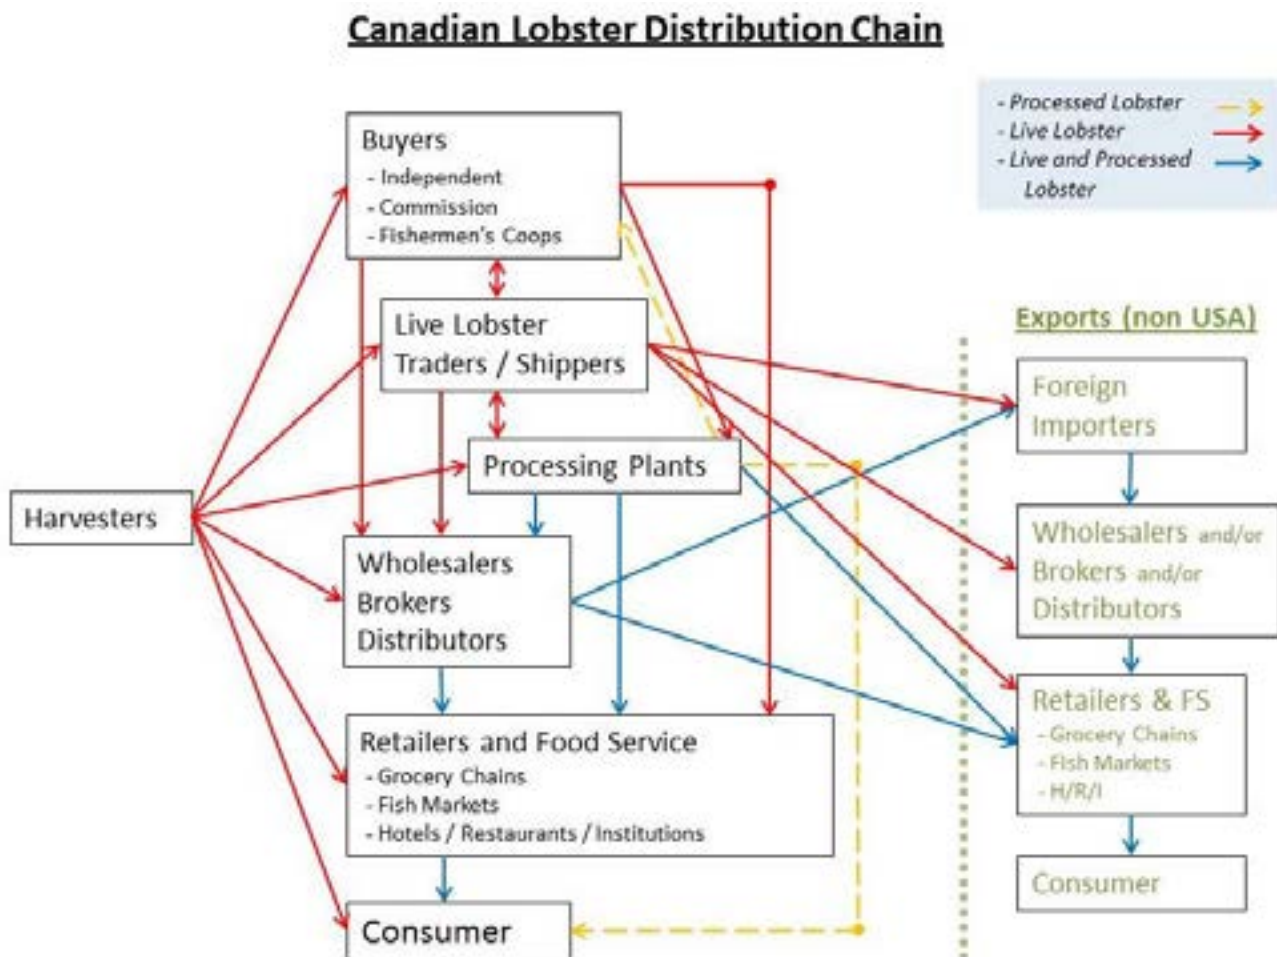 Canadian Lobster Distribution Chain
- Processed Lobster
- Live Lobster
- Live and Processed
Lobster
Buyers
- Independent
- Commission
- Fishermen's Coops
Live Lobster
Traders / Shippers
Processing Plants
Harvesters
Wholesalers
Brokers
Distributors
Retailers and Food Service
- Grocery Chains
- Fish Markets
- Hotels / Restaurants / Institutions
Consumer
Exports (non USA)
Foreign
Importers
Wholesalers and/or
Brokers and/or
Distributors
Retailers & FS
- Grocery Chains
- Fish Markets
- H/R/I
Consumer